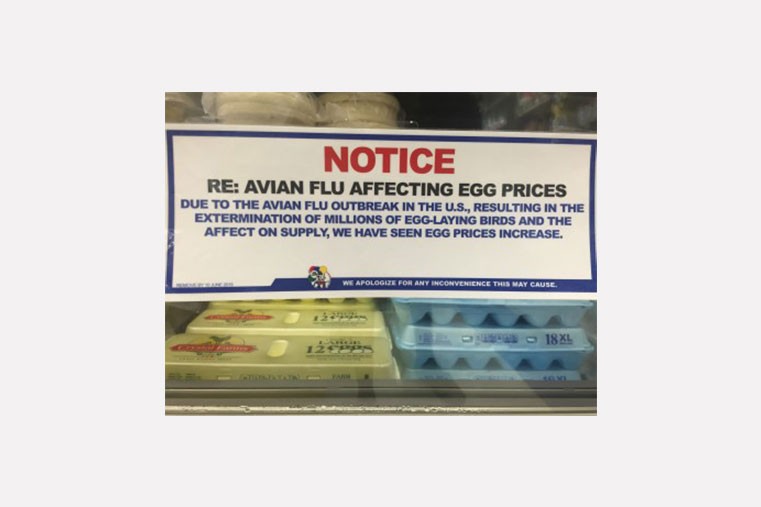 NOTICE
RE: AVIAN FLU AFFECTING EGG PRICES
DUE TO THE AVIAN FLU OUTBREAK IN THE U.S., RESULTING IN THE
EXTERMINATION OF MILLIONS OF EGG-LAYING BIRDS AND THE
AFFECT ON SUPPLY, WE HAVE SEEN EGG PRICES INCREASE.
REMOVE BY
WE APOLOGIZE FOR ANY INCONVENIENCE THIS MAY CAUSE.
LARGE
12 EGGS
18 XL
LARGE
12 EGGS